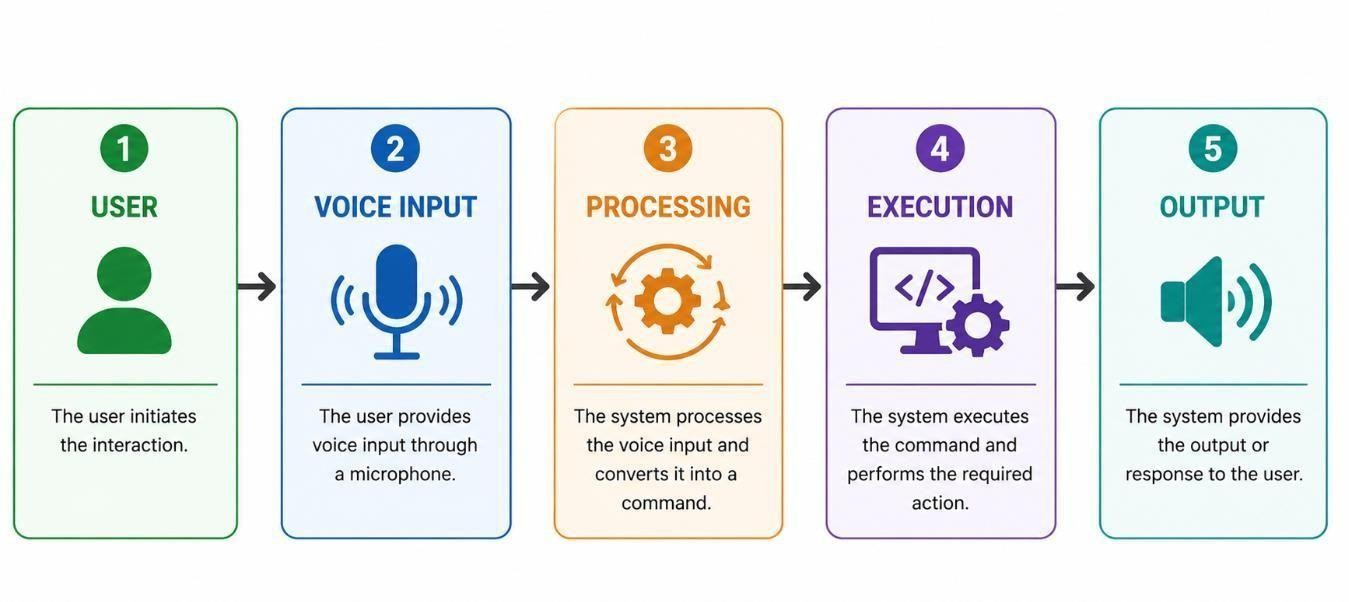 1
USER
The user initiates
the interaction.
2
VOICE INPUT
The user provides
voice input through
a microphone.
3
PROCESSING
The system processes
the voice input and
converts it into a
command.
4
EXECUTION
</>
The system executes
the command and
performs the required
action.
5
OUTPUT
The system provides
the output or
response to the user.